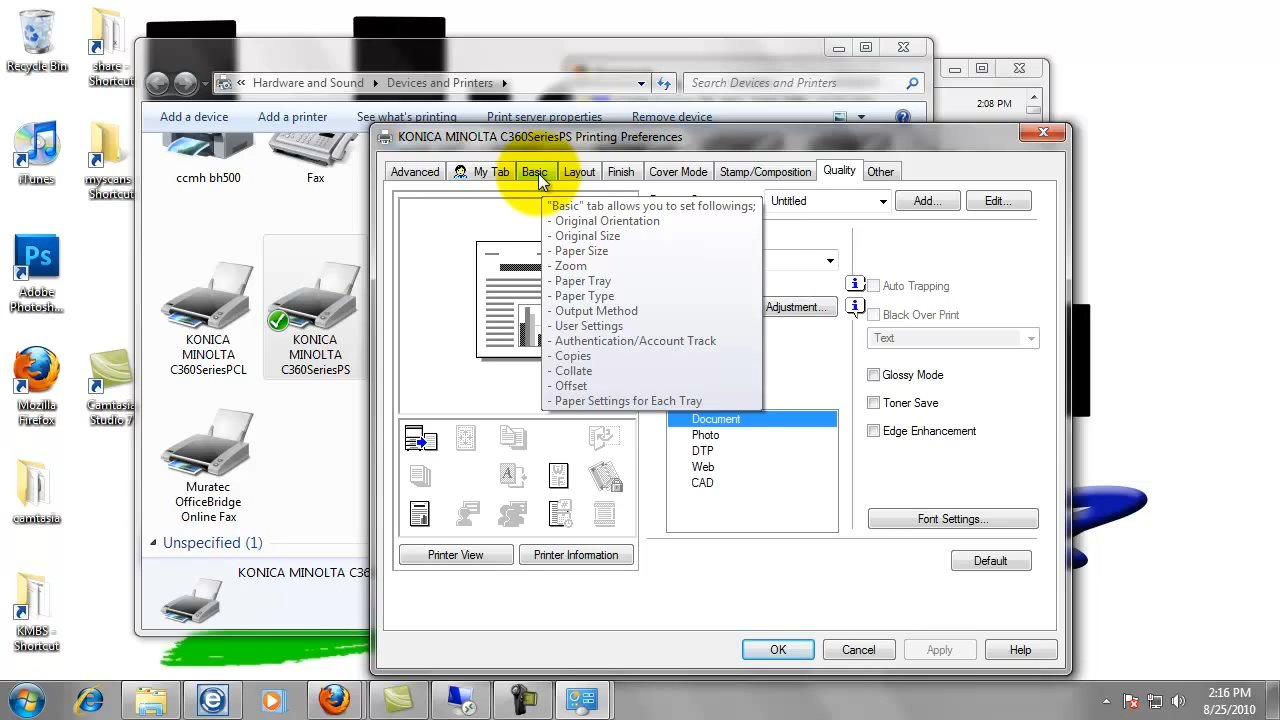 Recycle Bin
share -
Shortcut
iTunes
myscans
Shortcut
Ps
Adobe
Photosh...
Mozilla
Firefox
Camtasia
Studio 7
camtasia
KMBS -
Shortcut
« Hardware and Sound
Devices and Printers
Search Devices and Printers
2:08 PM
Add a device
Add a printer
See what's printing
Print server properties
Remove device
ccmh bh500
Fax
KONICA
MINOLTA
C360SeriesPCL
KONICA
MINOLTA
C360SeriesPS
Muratec
OfficeBridge
Online Fax
Unspecified (1)
KONICA MINOLTA C36
KONICA MINOLTA C360SeriesPS Printing Preferences
Advanced
My Tab
Basic
Layout
Finish
Cover Mode
Stamp/Composition
Quality
Other
Untitled
Add...
Edit...
"Basic" tab allows you to set followings;
- Original Orientation
- Original Size
- Paper Size
- Zoom
- Paper Tray
- Paper Type
- Output Method
- User Settings
- Authentication/Account Track
- Copies
- Collate
- Offset
- Paper Settings for Each Tray
Adjustment...
Auto Trapping
Black Over Print
Text
Glossy Mode
Toner Save
Edge Enhancement
Document
Photo
DTP
Web
CAD
Font Settings...
Printer View
Printer Information
Default
OK
Cancel
Apply
Help
2:16 PM
8/25/2010